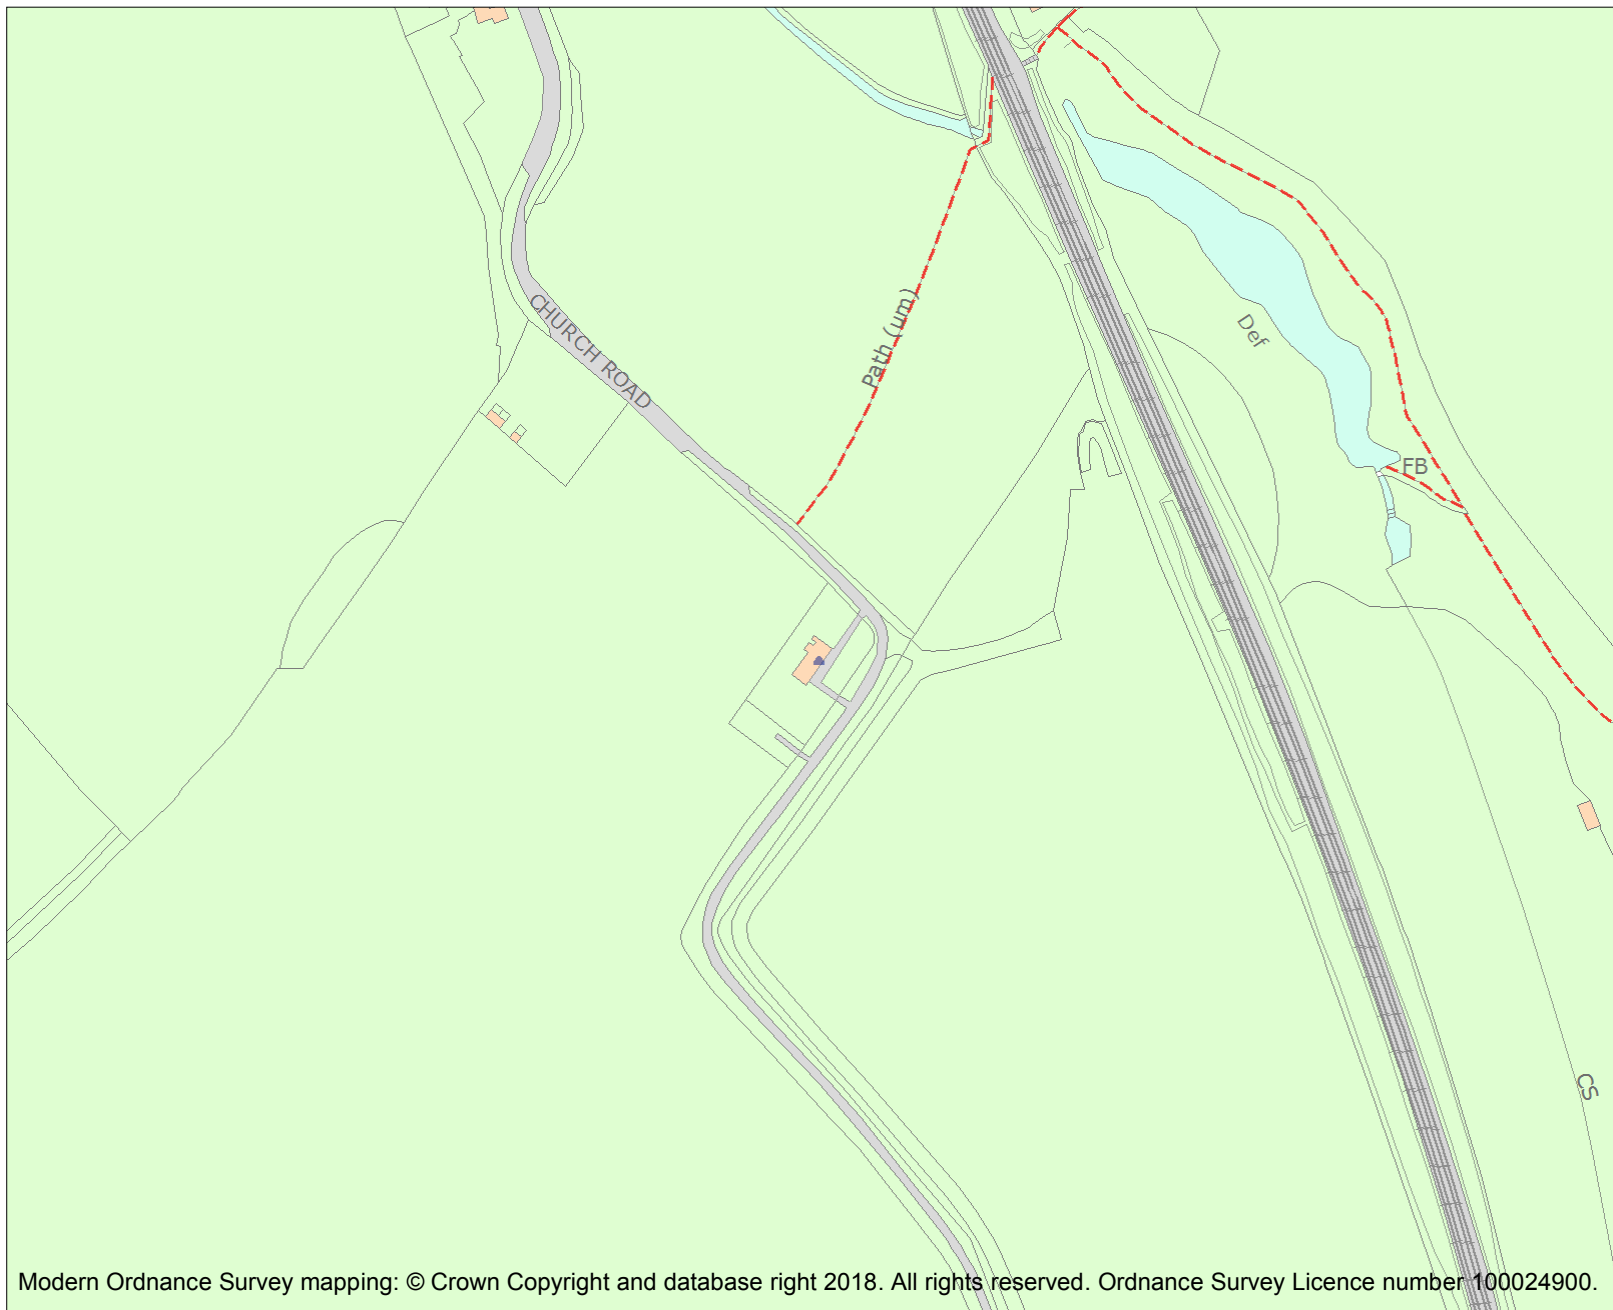 CHURCH ROAD
Path (um)
Def
FB
CS
Modern Ordnance Survey mapping: © Crown Copyright and database right 2018. All rights reserved. Ordnance Survey Licence number 100024900.